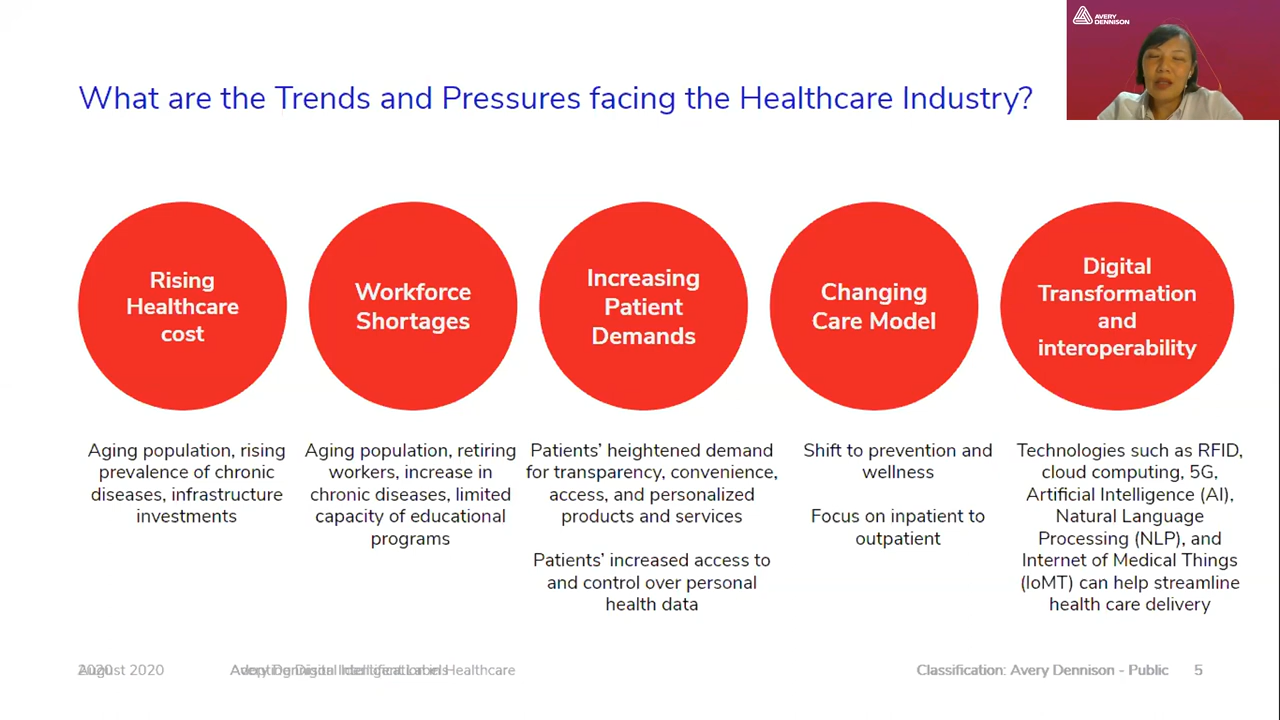 AVERY
DENNISON
What are the Trends and Pressures facing the Healthcare Industry?
Rising
Healthcare
cost
Workforce
Shortages
Increasing
Patient
Demands
Changing
Care Model
Digital
Transformation
and
interoperability
Aging population, rising
prevalence of chronic
diseases, infrastructure
investments
Aging population, retiring
workers, increase in
chronic diseases, limited
capacity of educational
programs
Patients’ heightened demand
for transparency, convenience,
access, and personalized
products and services
Patients’ increased access to
and control over personal
health data
Shift to prevention and
wellness
Focus on inpatient to
outpatient
Technologies such as RFID,
cloud computing, 5G,
Artificial Intelligence (AI),
Natural Language
Processing (NLP), and
Internet of Medical Things
(IoMT) can help streamline
health care delivery
August 2020
in Healthcare
Classification: Avery Dennison - Public
5